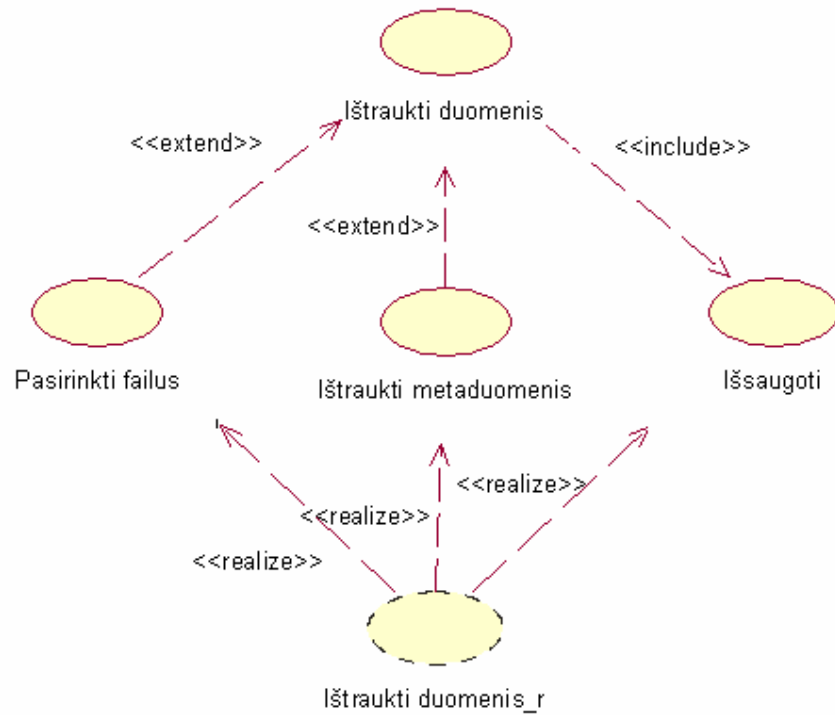 Ištraukti duomenis
<<extend>>
<<include>>
<<extend>>
Pasirinkti failus
Ištraukti metaduomenis
Išsaugoti
<<realize>>
<<realize>>
<<realize>>
Ištraukti duomenis_r